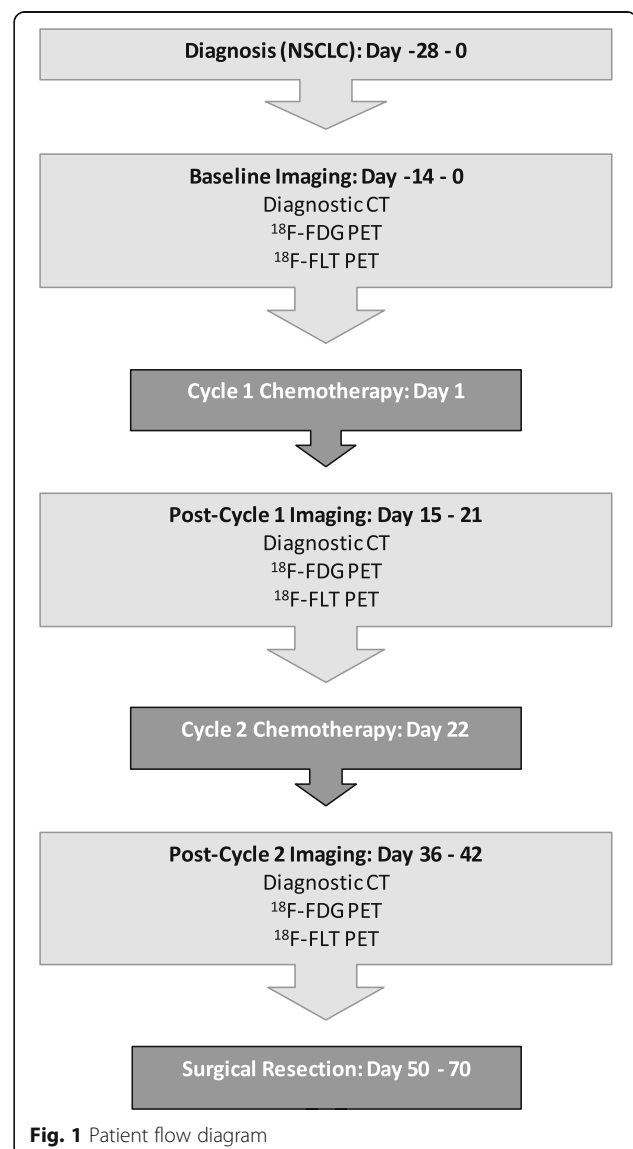 Diagnosis (NSCLC): Day -28 - 0
Baseline Imaging: Day -14 - 0
Diagnostic CT
¹⁸F-FDG PET
¹⁸F-FLT PET
Cycle 1 Chemotherapy: Day 1
Post-Cycle 1 Imaging: Day 15 - 21
Diagnostic CT
¹⁸F-FDG PET
¹⁸F-FLT PET
Cycle 2 Chemotherapy: Day 22
Post-Cycle 2 Imaging: Day 36 - 42
Diagnostic CT
¹⁸F-FDG PET
¹⁸F-FLT PET
Surgical Resection: Day 50 - 70
Fig. 1 Patient flow diagram